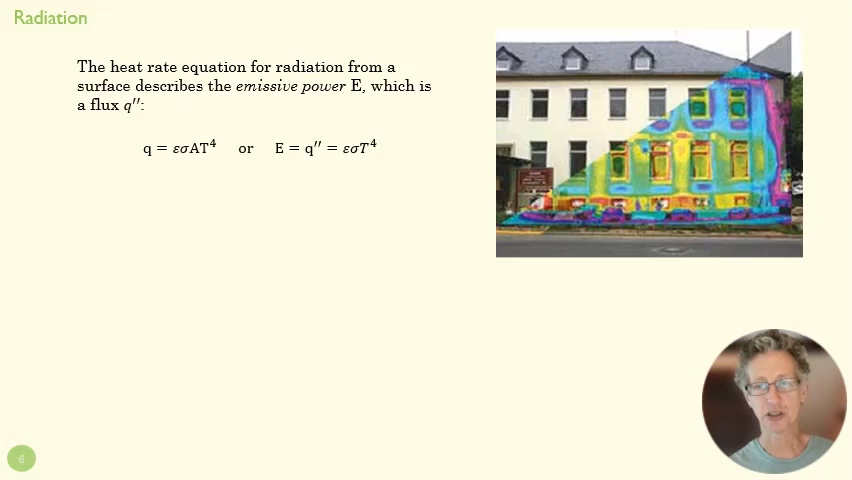 Radiation
The heat rate equation for radiation from a
surface describes the emissive power E, which is
a flux q″:
q = εσAT⁴ or E = q″ = εσT⁴
6